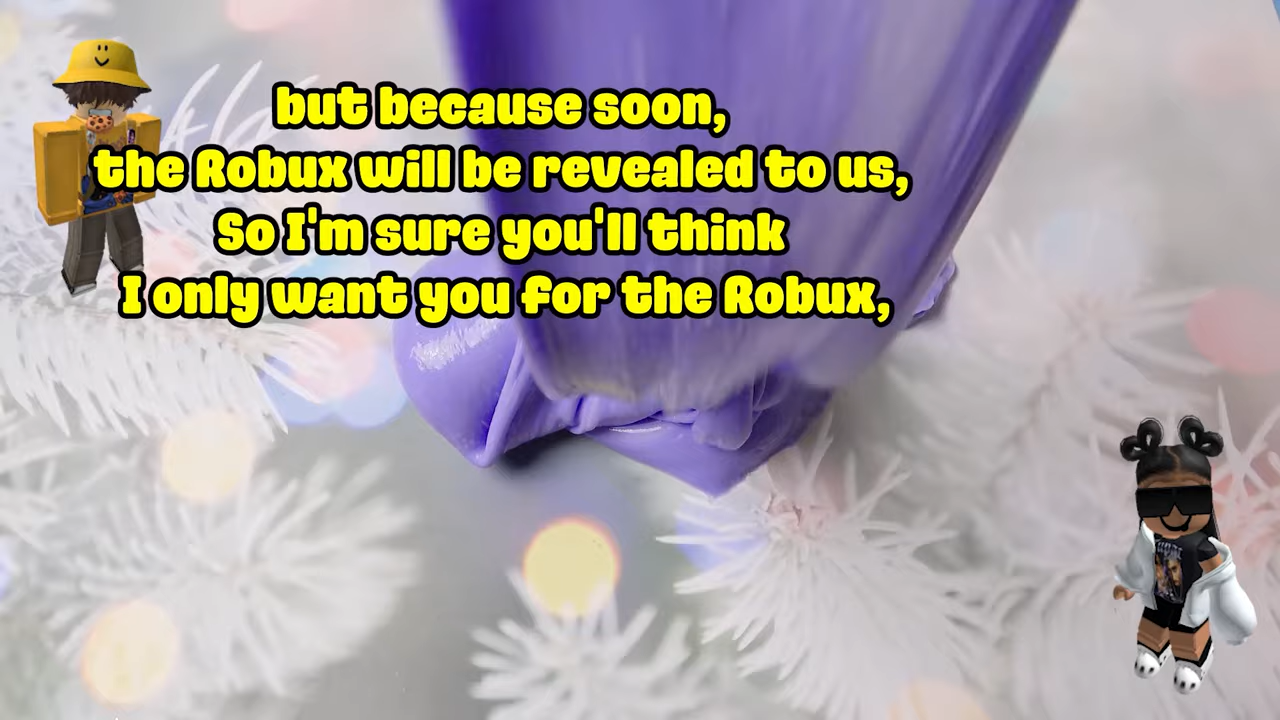 but because soon,
the Robux will be revealed to us,
So I'm sure you'll think
I only want you for the Robux,